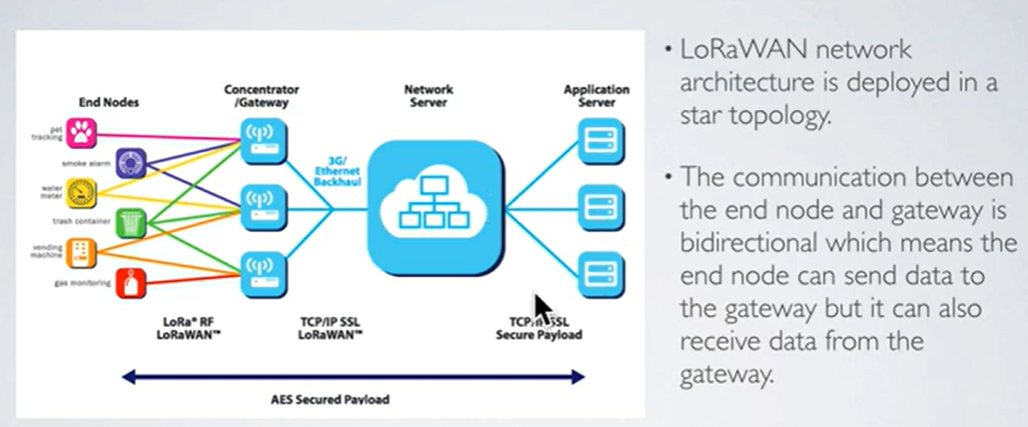 End Nodes
Concentrator
/Gateway
Network
Server
Application
Server
pet
tracking
smoke alarm
water
meter
trash container
vending
machine
gas monitoring
3G/
Ethernet
Backhaul
LoRa® RF
LoRaWAN™
TCP/IP SSL
LoRaWAN™
TCP/IP SSL
Secure Payload
AES Secured Payload
• LoRaWAN network
architecture is deployed in a
star topology.
• The communication between
the end node and gateway is
bidirectional which means the
end node can send data to
the gateway but it can also
receive data from the
gateway.